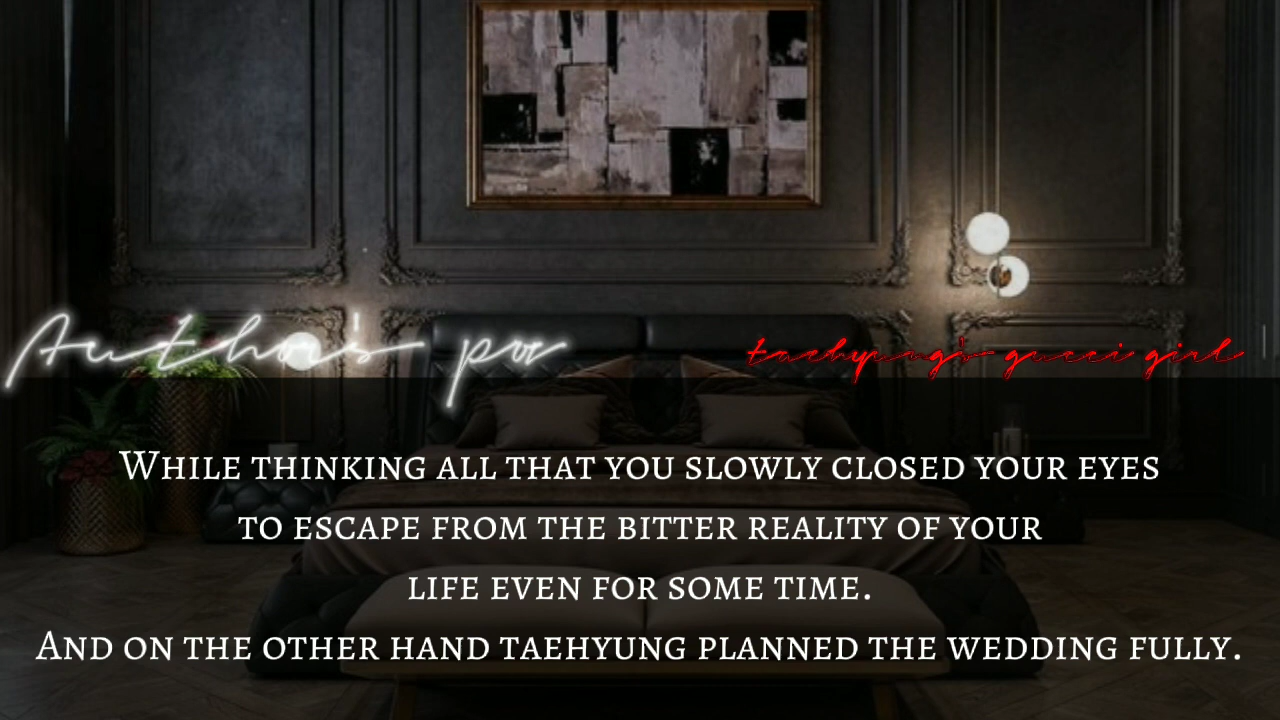 Author's pov
taehyung's gucci girl
While thinking all that you slowly closed your eyes
to escape from the bitter reality of your
life even for some time.
And on the other hand taehyung planned the wedding fully.